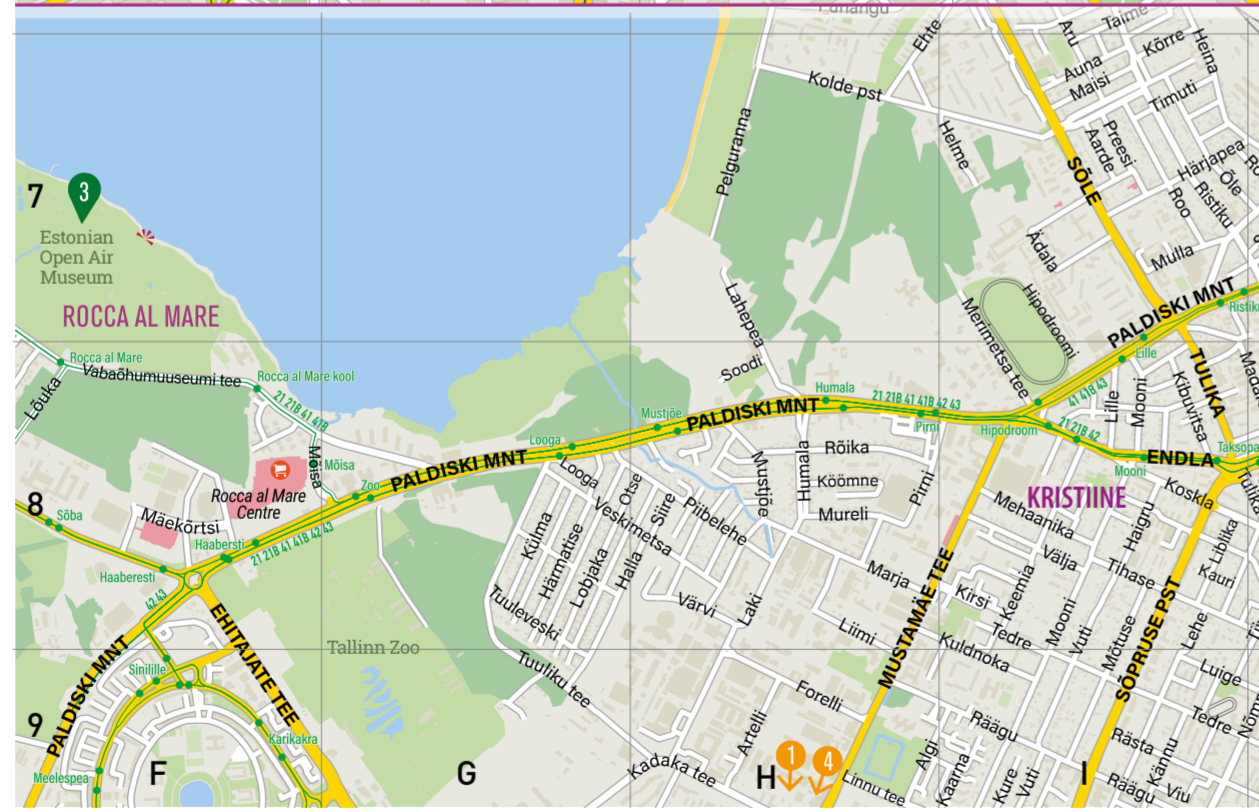 Ehte
Aru
Taime
Kõrre
Heina
Auna
Maisi
Timuti
Kolde pst
Pelguranna
Helme
Preesi
Aarde
Härjapea
Õle
Ristiku
Roo
SÕLE
7
3
Estonian
Open Air
Museum
ROCCA AL MARE
Ädala
Mulla
Lahepea
Merimetsa tee
Hipodroomi
PALDISKI MNT
Rocca al Mare
Vabaõhumuuseumi tee
Rocca al Mare kool
21 21B 41 41B
Lõuka
Soodi
Lille
TULIKA
Humala
21 21B 41 41B 42 43
41 41B 43
Lille
Mooni
Kibuvitsa
Mustjõe
PALDISKI MNT
Pirni
Hipodroom
21 21B 42
Looga
Mooni
ENDLA
PALDISKI MNT
Looga
Mõisa
Mõisa
Zoo
Rocca al Mare
Centre
Mustjõe
Humala
Rõika
Köömne
Mureli
Pirni
KRISTIINE
Koskla
8
Sõba
Mäekõrtsi
Haabersti
21 21B 41 41B 42 43
Haaberesti
42 43
Otse
Siire
Piibelehe
Veskimetsa
Külma
Härmatise
Lobjaka
Halla
Mehaanika
Välja
Haigru
Liblika
Kauri
Tihase
Marja
Kirsi
Keemia
Mooni
Vuti
Mõtuse
Lehe
Tuuleveski
Värvi
Laki
Liimi
Kuldnoka
Tedre
MUSTAMÄE TEE
SÕPRUSE PST
EHITAJATE TEE
Tallinn Zoo
PALDISKI MNT
Sinilille
Tuuliku tee
Forelli
Luige
Tedre
9
Karikakra
Meelespea
Artelli
Kadaka tee
Räägu
Algi
Kaarna
Kure
Vuti
Linnu tee
Rästa
Kännu
Räägu
Viu
F
G
H
1
4
I